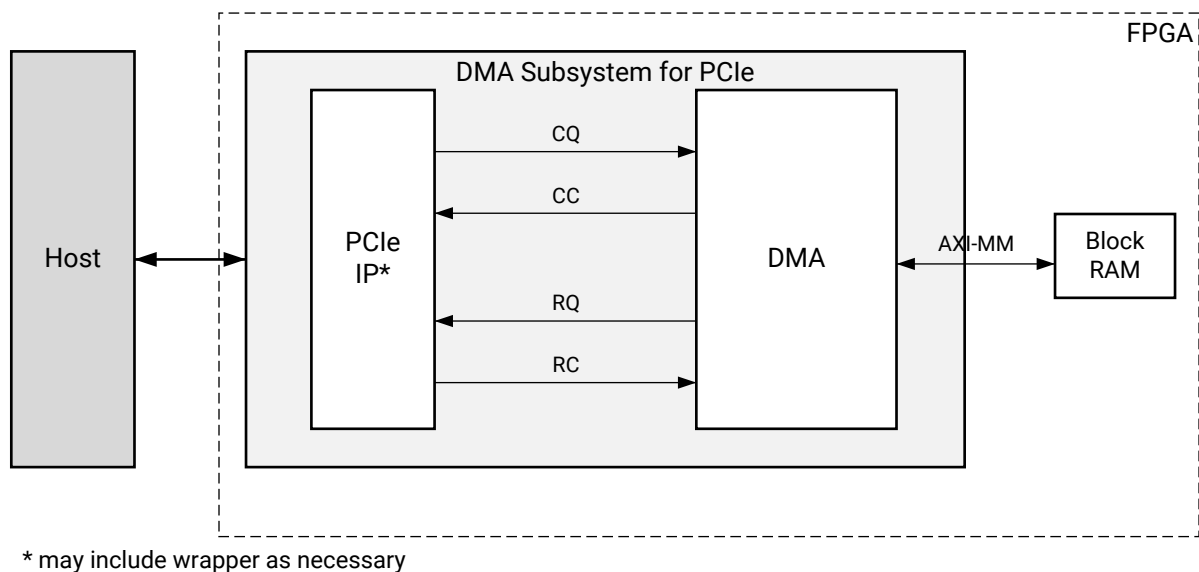 FPGA
DMA Subsystem for PCIe
CQ
CC
Host
PCIe
IP*
DMA
AXI-MM
Block
RAM
RQ
RC
* may include wrapper as necessary